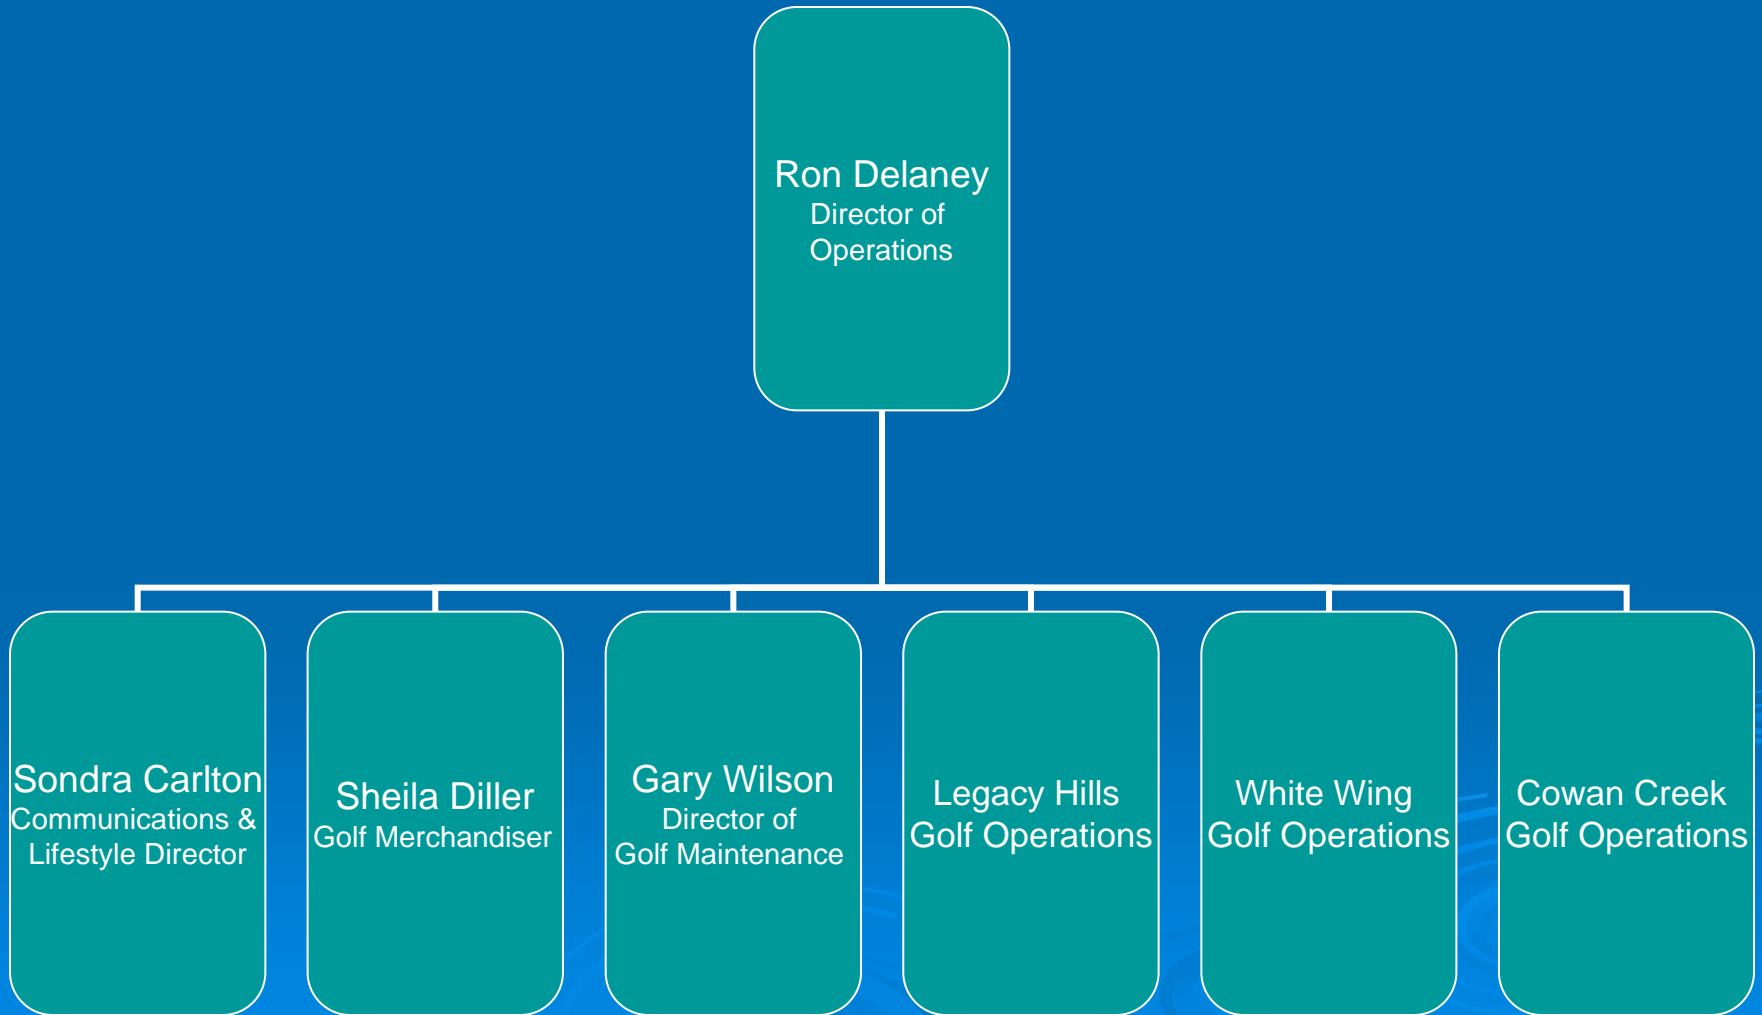 Ron Delaney
Director of
Operations
Sondra Carlton
Communications &
Lifestyle Director
Sheila Diller
Golf Merchandiser
Gary Wilson
Director of
Golf Maintenance
Legacy Hills
Golf Operations
White Wing
Golf Operations
Cowan Creek
Golf Operations